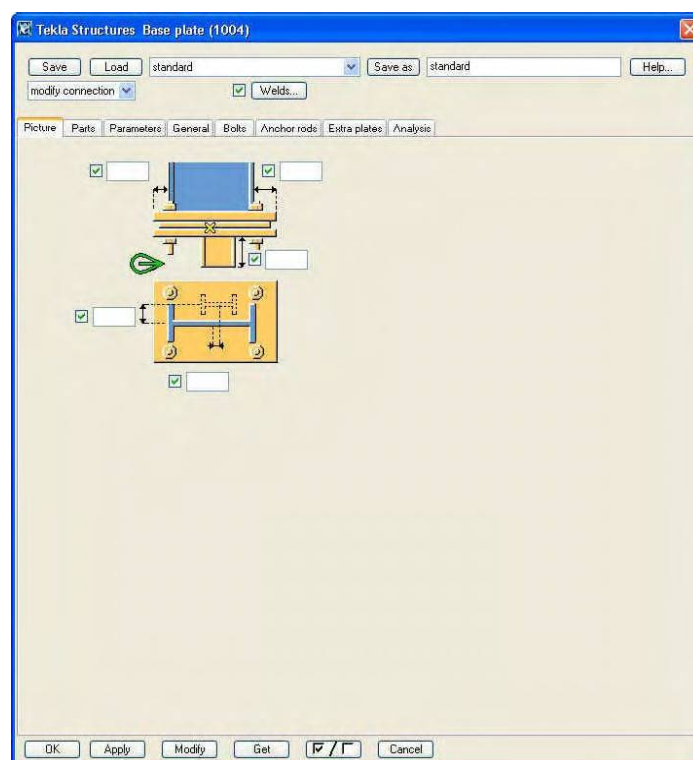 Tekla Structures Base plate (1004)
Save Load standard Save as standard Help...
modify connection Welds...
Picture Parts Parameters General Bolts Anchor rods Extra plates Analysis
OK Apply Modify Get / Cancel